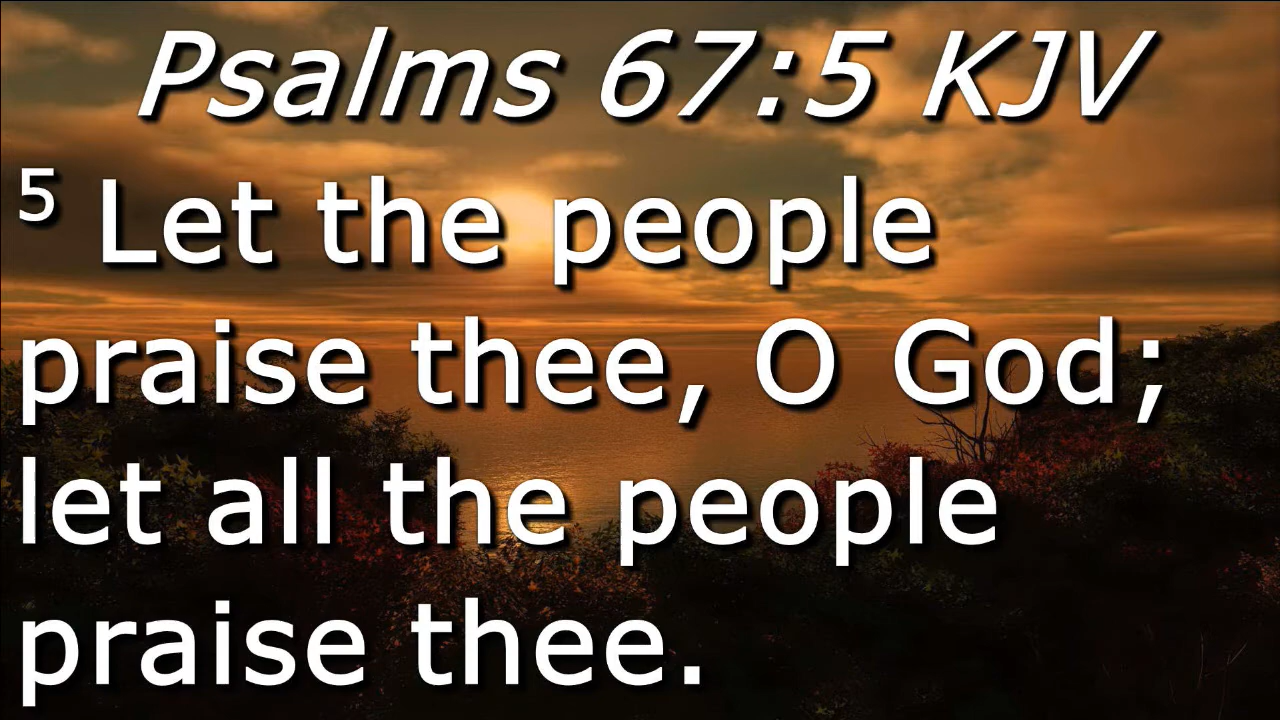 Psalms 67:5 KJV
5 Let the people
praise thee, O God;
let all the people
praise thee.